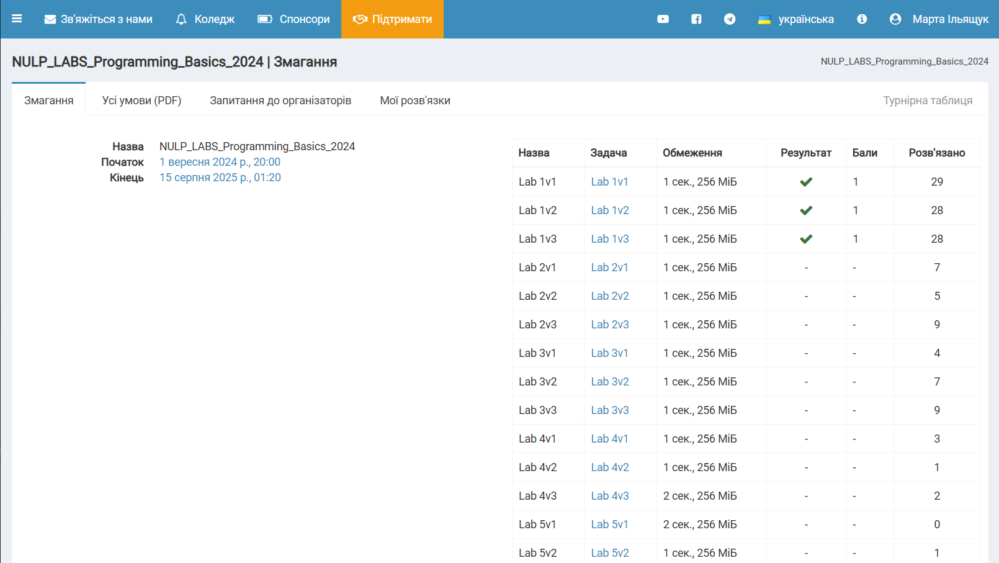 Зв'яжіться з нами Коледж Спонсори Підтримати українська Марта Ільящук
NULP_LABS_Programming_Basics_2024 | Змагання NULP_LABS_Programming_Basics_2024
Змагання Усі умови (PDF) Запитання до організаторів Мої розв'язки Турнірна таблиця
Назва NULP_LABS_Programming_Basics_2024
Початок 1 вересня 2024 р., 20:00
Кінець 15 серпня 2025 р., 01:20
Назва Задача Обмеження Результат Бали Розв'язано
Lab 1v1 Lab 1v1 1 сек., 256 МіБ 1 29
Lab 1v2 Lab 1v2 1 сек., 256 МіБ 1 28
Lab 1v3 Lab 1v3 1 сек., 256 МіБ 1 28
Lab 2v1 Lab 2v1 1 сек., 256 МіБ - - 7
Lab 2v2 Lab 2v2 1 сек., 256 МіБ - - 5
Lab 2v3 Lab 2v3 1 сек., 256 МіБ - - 9
Lab 3v1 Lab 3v1 1 сек., 256 МіБ - - 4
Lab 3v2 Lab 3v2 1 сек., 256 МіБ - - 7
Lab 3v3 Lab 3v3 1 сек., 256 МіБ - - 9
Lab 4v1 Lab 4v1 1 сек., 256 МіБ - - 3
Lab 4v2 Lab 4v2 1 сек., 256 МіБ - - 1
Lab 4v3 Lab 4v3 2 сек., 256 МіБ - - 2
Lab 5v1 Lab 5v1 2 сек., 256 МіБ - - 0
Lab 5v2 Lab 5v2 1 сек., 256 МіБ - - 1